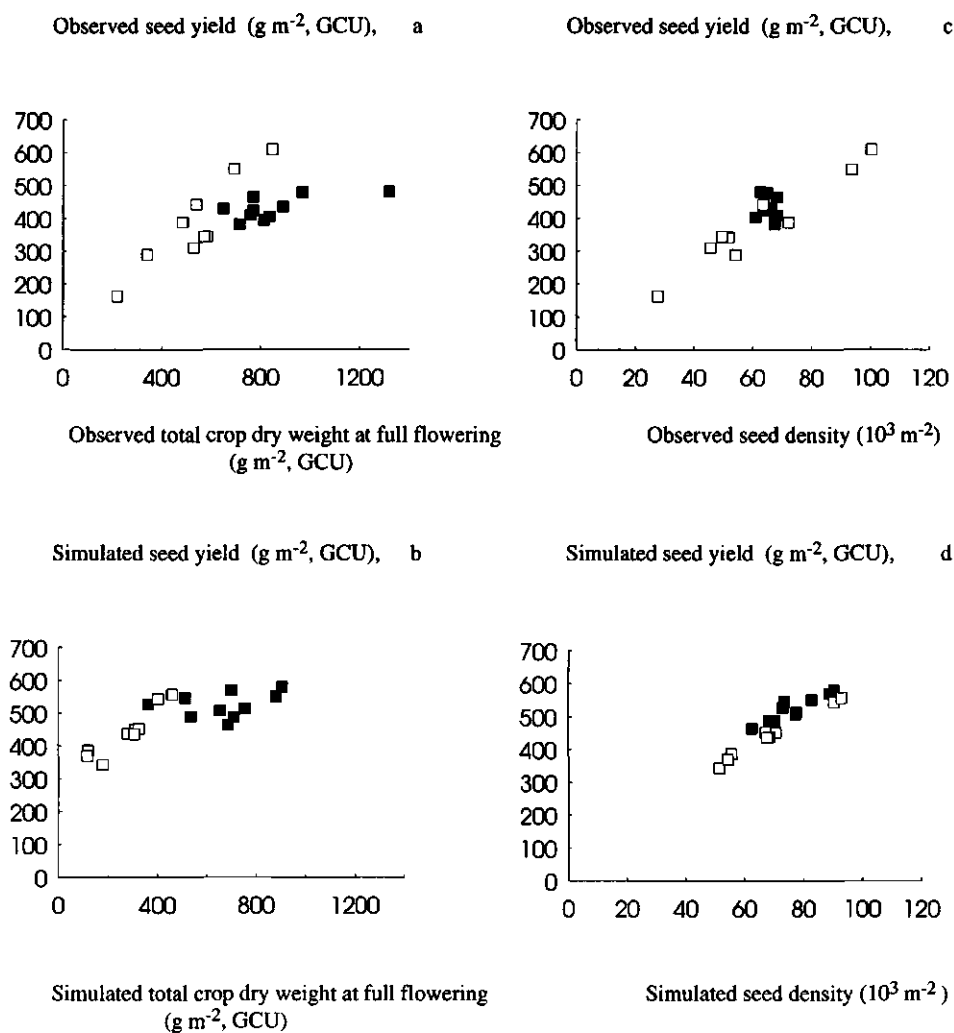 Observed seed yield (g m-2, GCU), a
700
600
500
400
300
200
100
0
0 400 800 1200
Observed total crop dry weight at full flowering
(g m-2, GCU)
Observed seed yield (g m-2, GCU), c
700
600
500
400
300
200
100
0
0 20 40 60 80 100 120
Observed seed density (10³ m-2)
Simulated seed yield (g m-2, GCU), b
700
600
500
400
300
200
100
0
0 400 800 1200
Simulated total crop dry weight at full flowering
(g m-2, GCU)
Simulated seed yield (g m-2, GCU), d
700
600
500
400
300
200
100
0
0 20 40 60 80 100 120
Simulated seed density (10³ m-2 )